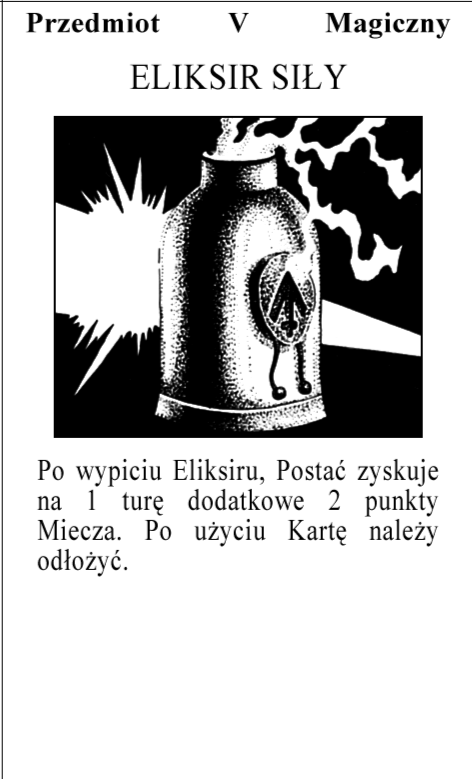 Przedmiot V Magiczny
ELIKSIR SIŁY
Po wypiciu Eliksiru, Postać zyskuje
na 1 turę dodatkowe 2 punkty
Miecza. Po użyciu Kartę należy
odłożyć.